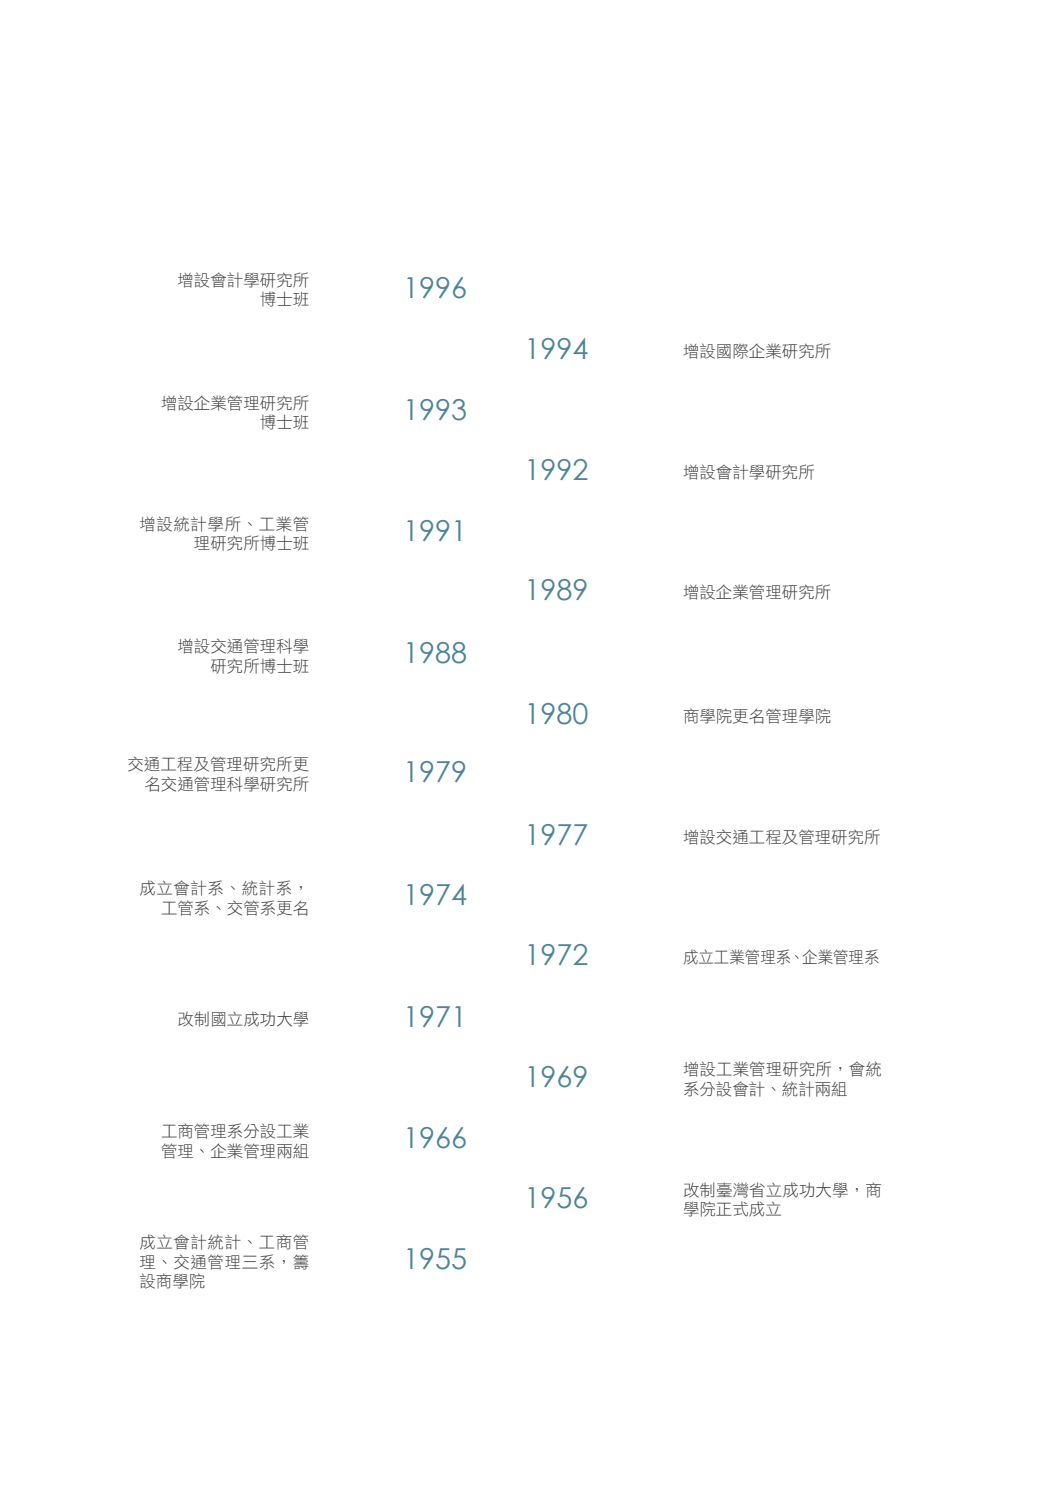 增設會計學研究所
博士班
1996
1994
增設國際企業研究所
增設企業管理研究所
博士班
1993
1992
增設會計學研究所
增設統計學所、工業管
理研究所博士班
1991
1989
增設企業管理研究所
增設交通管理科學
研究所博士班
1988
1980
商學院更名管理學院
交通工程及管理研究所更
名交通管理科學研究所
1979
1977
增設交通工程及管理研究所
成立會計系、統計系，
工管系、交管系更名
1974
1972
成立工業管理系、企業管理系
改制國立成功大學
1971
1969
增設工業管理研究所，會統
系分設會計、統計兩組
工商管理系分設工業
管理、企業管理兩組
1966
1956
改制臺灣省立成功大學，商
學院正式成立
成立會計統計、工商管
理、交通管理三系，籌
設商學院
1955